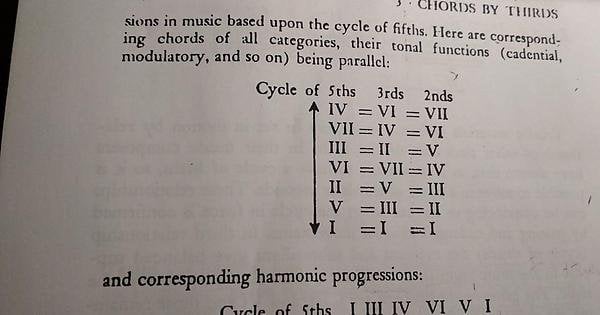 3 · CHORDS BY THIRDS
sions in music based upon the cycle of fifths. Here are correspond-
ing chords of all categories, their tonal functions (cadential,
modulatory, and so on) being parallel:
Cycle of 5ths 3rds 2nds
IV = VI = VII
VII = IV = VI
III = II = V
VI = VII = IV
II = V = III
V = III = II
I = I = I
and corresponding harmonic progressions:
Cycle of 5ths I III IV VI V I